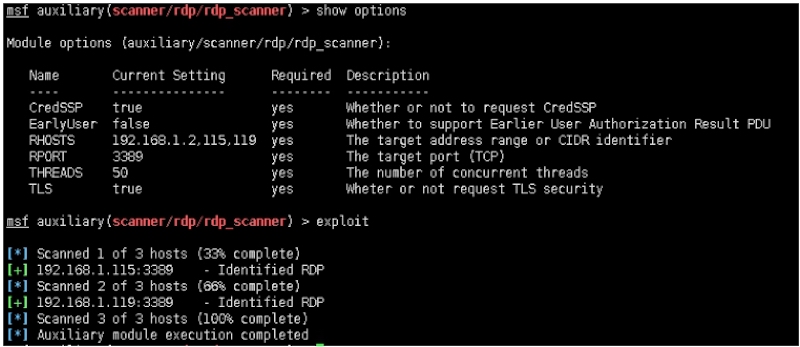 msf auxiliary(scanner/rdp/rdp_scanner) > show options
Module options (auxiliary/scanner/rdp/rdp_scanner):
Name Current Setting Required Description
---- --------------- -------- -----------
CredSSP true yes Whether or not to request CredSSP
EarlyUser false yes Whether to support Earlier User Authorization Result PDU
RHOSTS 192.168.1.2,115,119 yes The target address range or CIDR identifier
RPORT 3389 yes The target port (TCP)
THREADS 50 yes The number of concurrent threads
TLS true yes Wheter or not request TLS security
msf auxiliary(scanner/rdp/rdp_scanner) > exploit
[*] Scanned 1 of 3 hosts (33% complete)
[+] 192.168.1.115:3389 - Identified RDP
[*] Scanned 2 of 3 hosts (66% complete)
[+] 192.168.1.119:3389 - Identified RDP
[*] Scanned 3 of 3 hosts (100% complete)
[*] Auxiliary module execution completed